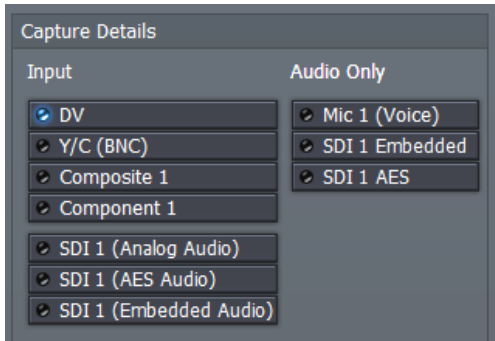 Capture Details
Input
Audio Only
DV
Y/C (BNC)
Composite 1
Component 1
SDI 1 (Analog Audio)
SDI 1 (AES Audio)
SDI 1 (Embedded Audio)
Mic 1 (Voice)
SDI 1 Embedded
SDI 1 AES